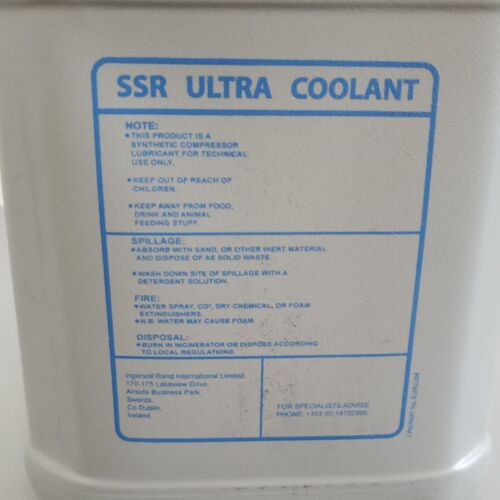 SSR ULTRA COOLANT
NOTE:
• THIS PRODUCT IS A
SYNTHETIC COMPRESSOR
LUBRICANT FOR TECHNICAL
USE ONLY.
• KEEP OUT OF REACH OF
CHILDREN.
• KEEP AWAY FROM FOOD,
DRINK AND ANIMAL
FEEDING STUFF.
SPILLAGE:
• ABSORB WITH SAND, OR OTHER INERT MATERIAL
AND DISPOSE OF AS SOLID WASTE.
• WASH DOWN SITE OF SPILLAGE WITH A
DETERGENT SOLUTION.
FIRE:
• WATER SPRAY, CO², DRY CHEMICAL, OR FOAM
EXTINGUISHERS.
• N.B. WATER MAY CAUSE FOAM.
DISPOSAL:
• BURN IN INCINERATOR OR DISPOSE ACCORDING
TO LOCAL REGULATIONS.
Ingersoll Rand International Limited.
170-175 Lakeview Drive,
Airside Business Park,
Swords,
Co Dublin,
Ireland
FOR SPECIALISTS ADVISE
PHONE: +353 (0) 18702000